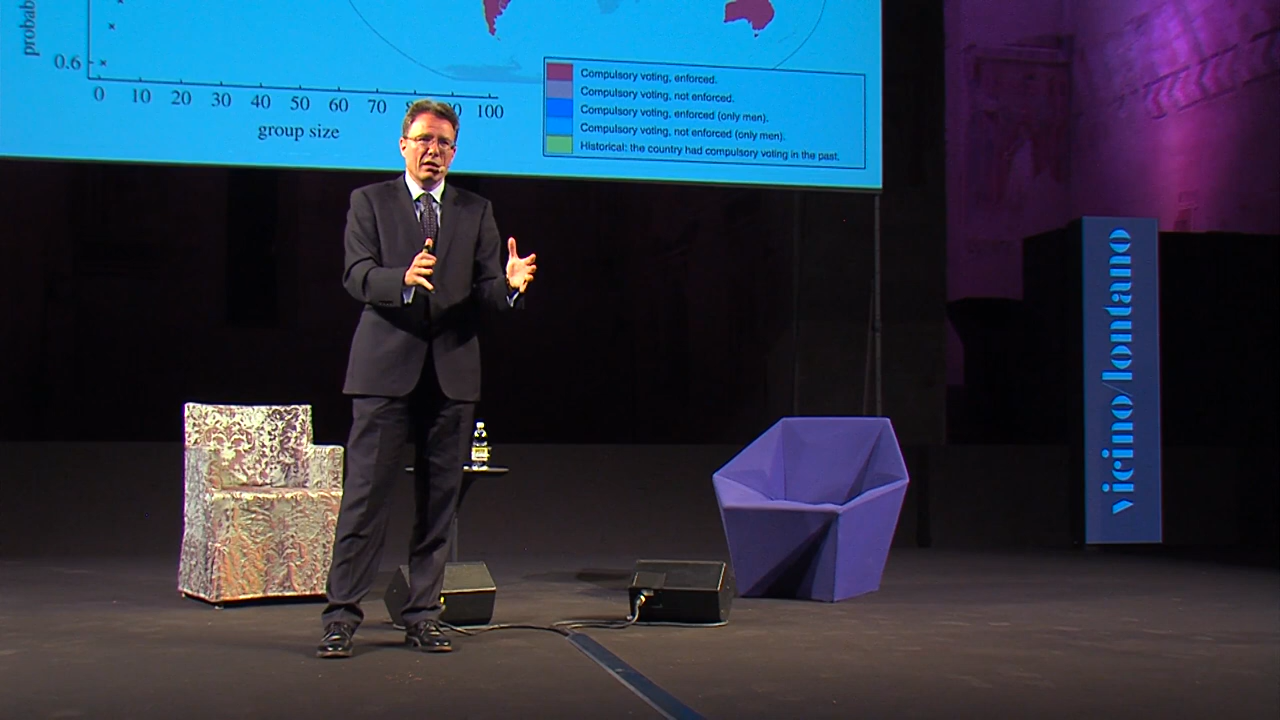 probab
0.6
0 10 20 30 40 50 60 70 100
group size
Compulsory voting, enforced.
Compulsory voting, not enforced.
Compulsory voting, enforced (only men).
Compulsory voting, not enforced (only men).
Historical: the country had compulsory voting in the past.
vicino/lontano